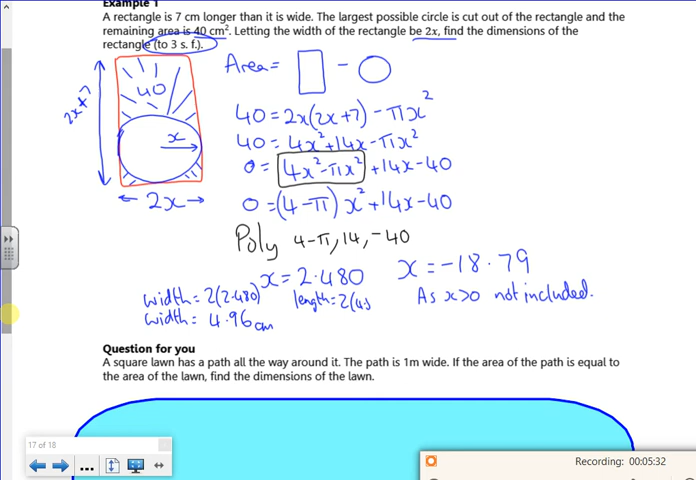 Example 1
A rectangle is 7 cm longer than it is wide. The largest possible circle is cut out of the rectangle and the
remaining area is 40 cm². Letting the width of the rectangle be 2x, find the dimensions of the
rectangle (to 3 s. f.).
Area =
-
40
2x+7
x
2x
40 = 2x(2x+7) - πx²
40 = 4x² + 14x - πx²
0 = 4x² - πx² + 14x - 40
0 = (4-π) x² + 14x - 40
Poly 4-π, 14, -40
x = 2.480
x = -18.79
width = 2(2.480)
length = 2(
As x>0 not included.
width = 4.96 cm
Question for you
A square lawn has a path all the way around it. The path is 1m wide. If the area of the path is equal to
the area of the lawn, find the dimensions of the lawn.
17 of 18
...
Recording: 00:05:32